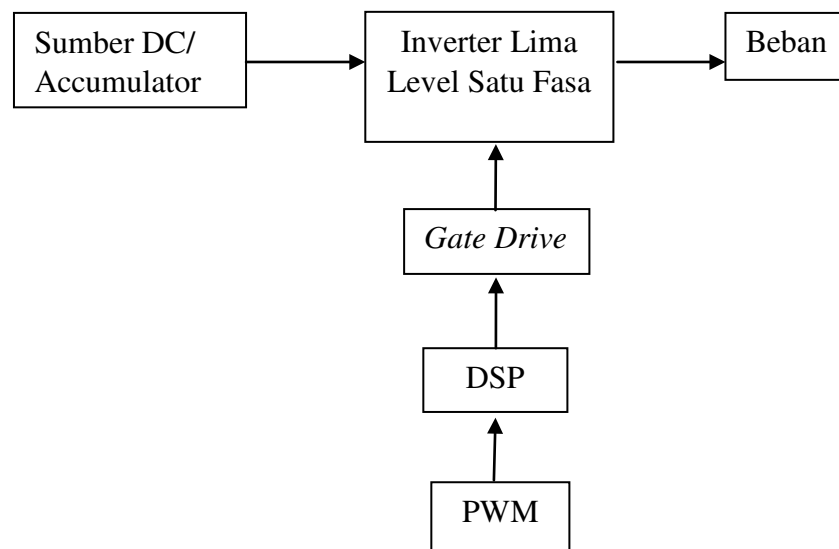 Sumber DC/
Accumulator
Inverter Lima
Level Satu Fasa
Beban
Gate Drive
DSP
PWM